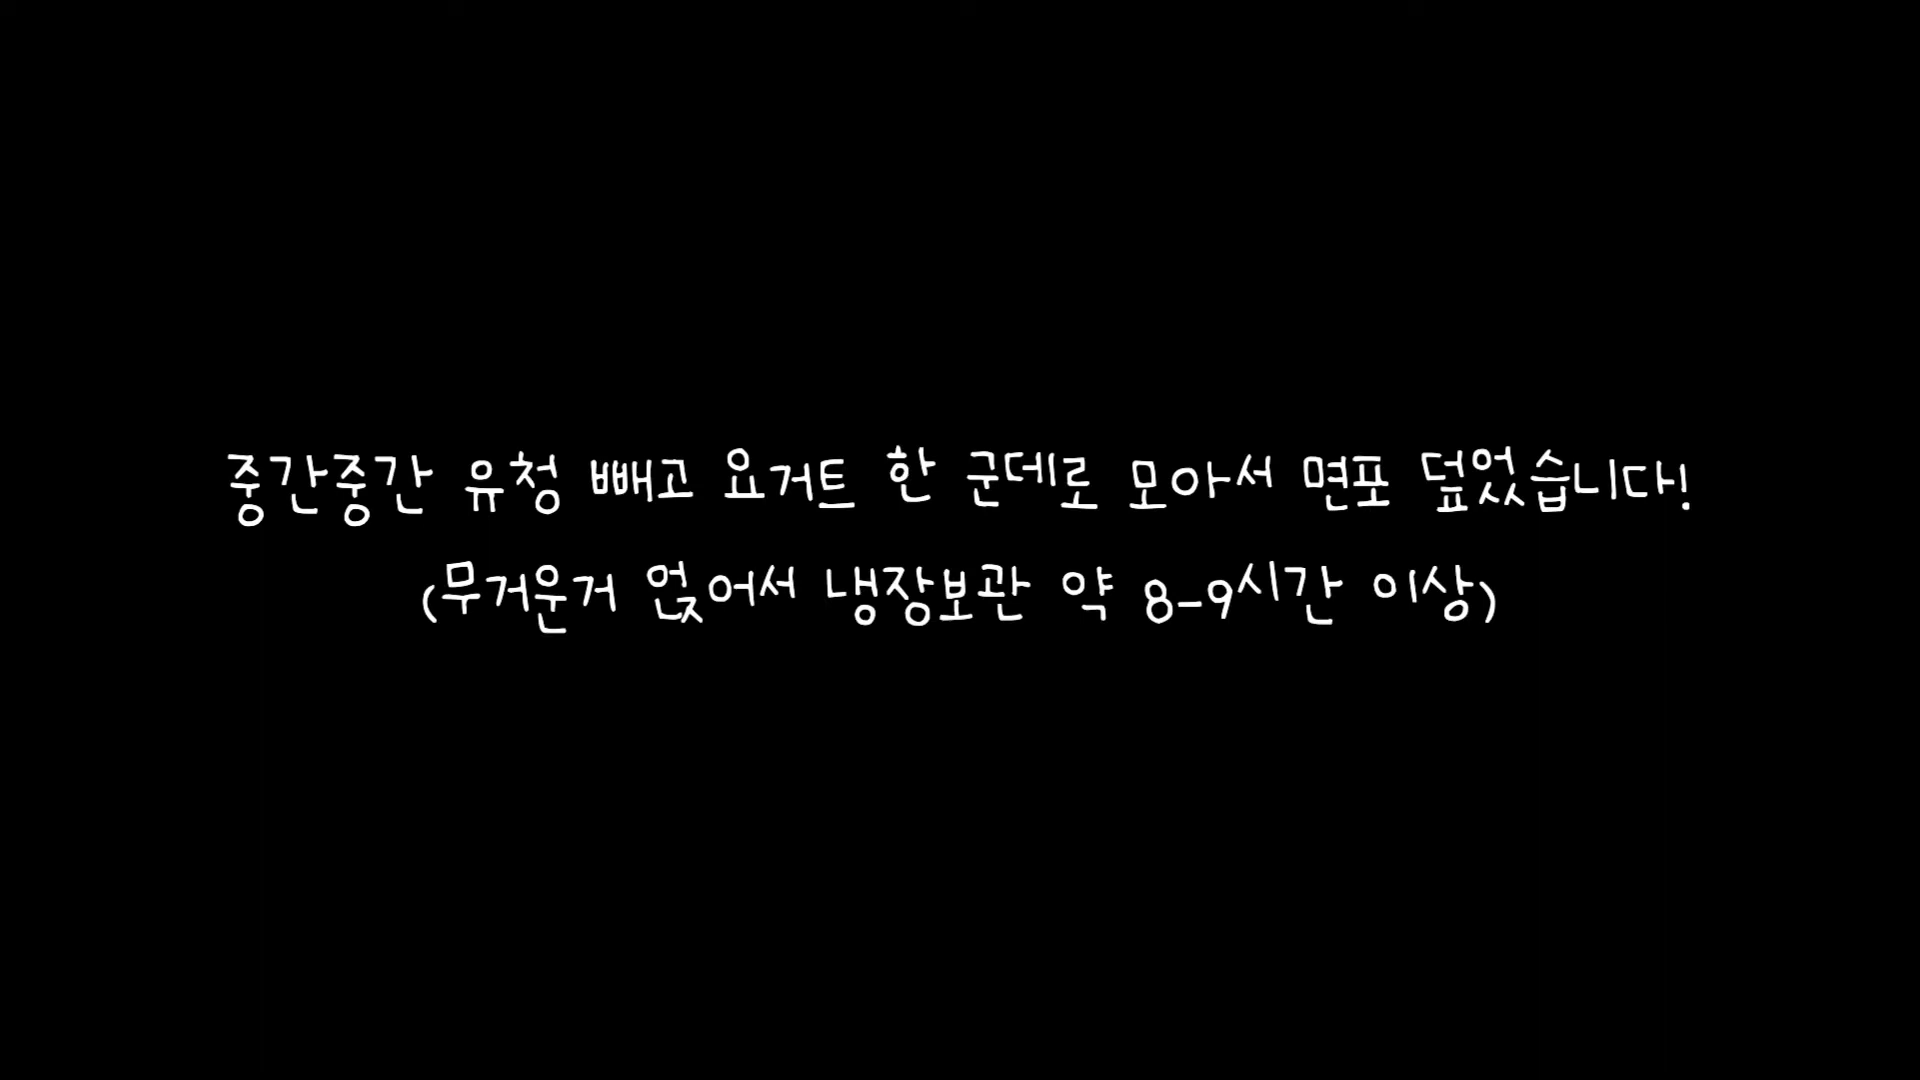 중간중간 유청 빼고 요거트 한 군데로 모아서 면포 덮었습니다!
(무거운거 얹어서 냉장보관 약 8-9시간 이상)